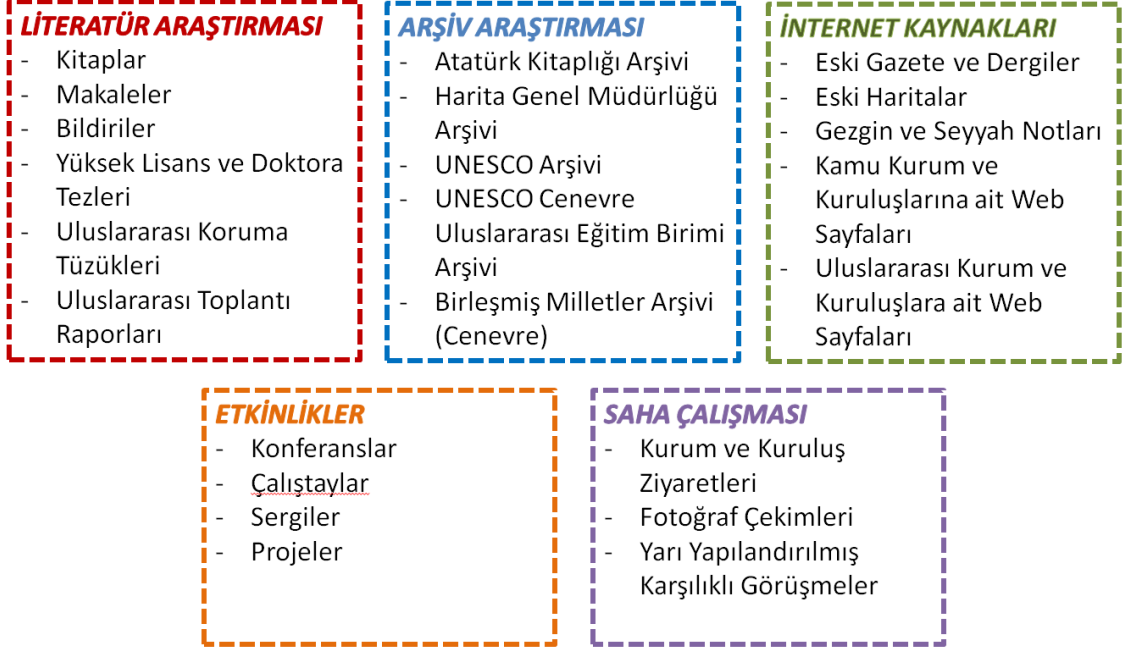 LİTERATÜR ARAŞTIRMASI
- Kitaplar
- Makaleler
- Bildiriler
- Yüksek Lisans ve Doktora
Tezleri
- Uluslararası Koruma
Tüzükleri
- Uluslararası Toplantı
Raporları
ARŞİV ARAŞTIRMASI
- Atatürk Kitaplığı Arşivi
- Harita Genel Müdürlüğü
Arşivi
- UNESCO Arşivi
- UNESCO Cenevre
Uluslararası Eğitim Birimi
Arşivi
- Birleşmiş Milletler Arşivi
(Cenevre)
İNTERNET KAYNAKLARI
- Eski Gazete ve Dergiler
- Eski Haritalar
- Gezgin ve Seyyah Notları
- Kamu Kurum ve
Kuruluşlarına ait Web
Sayfaları
- Uluslararası Kurum ve
Kuruluşlara ait Web
Sayfaları
ETKİNLİKLER
- Konferanslar
- Çalıştaylar
- Sergiler
- Projeler
SAHA ÇALIŞMASI
- Kurum ve Kuruluş
Ziyaretleri
- Fotoğraf Çekimleri
- Yarı Yapılandırılmış
Karşılıklı Görüşmeler